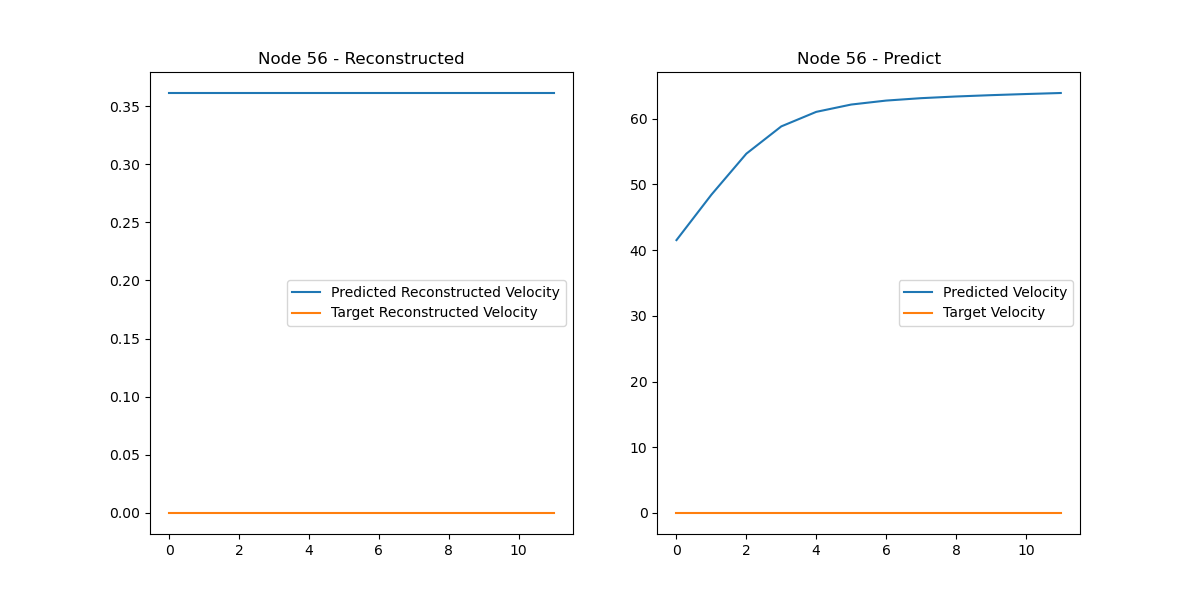 Node 56 - Reconstructed
0.35
0.30
0.25
0.20
0.15
0.10
0.05
0.00
0 2 4 6 8 10
Predicted Reconstructed Velocity
Target Reconstructed Velocity
Node 56 - Predict
60
50
40
30
20
10
0
0 2 4 6 8 10
Predicted Velocity
Target Velocity